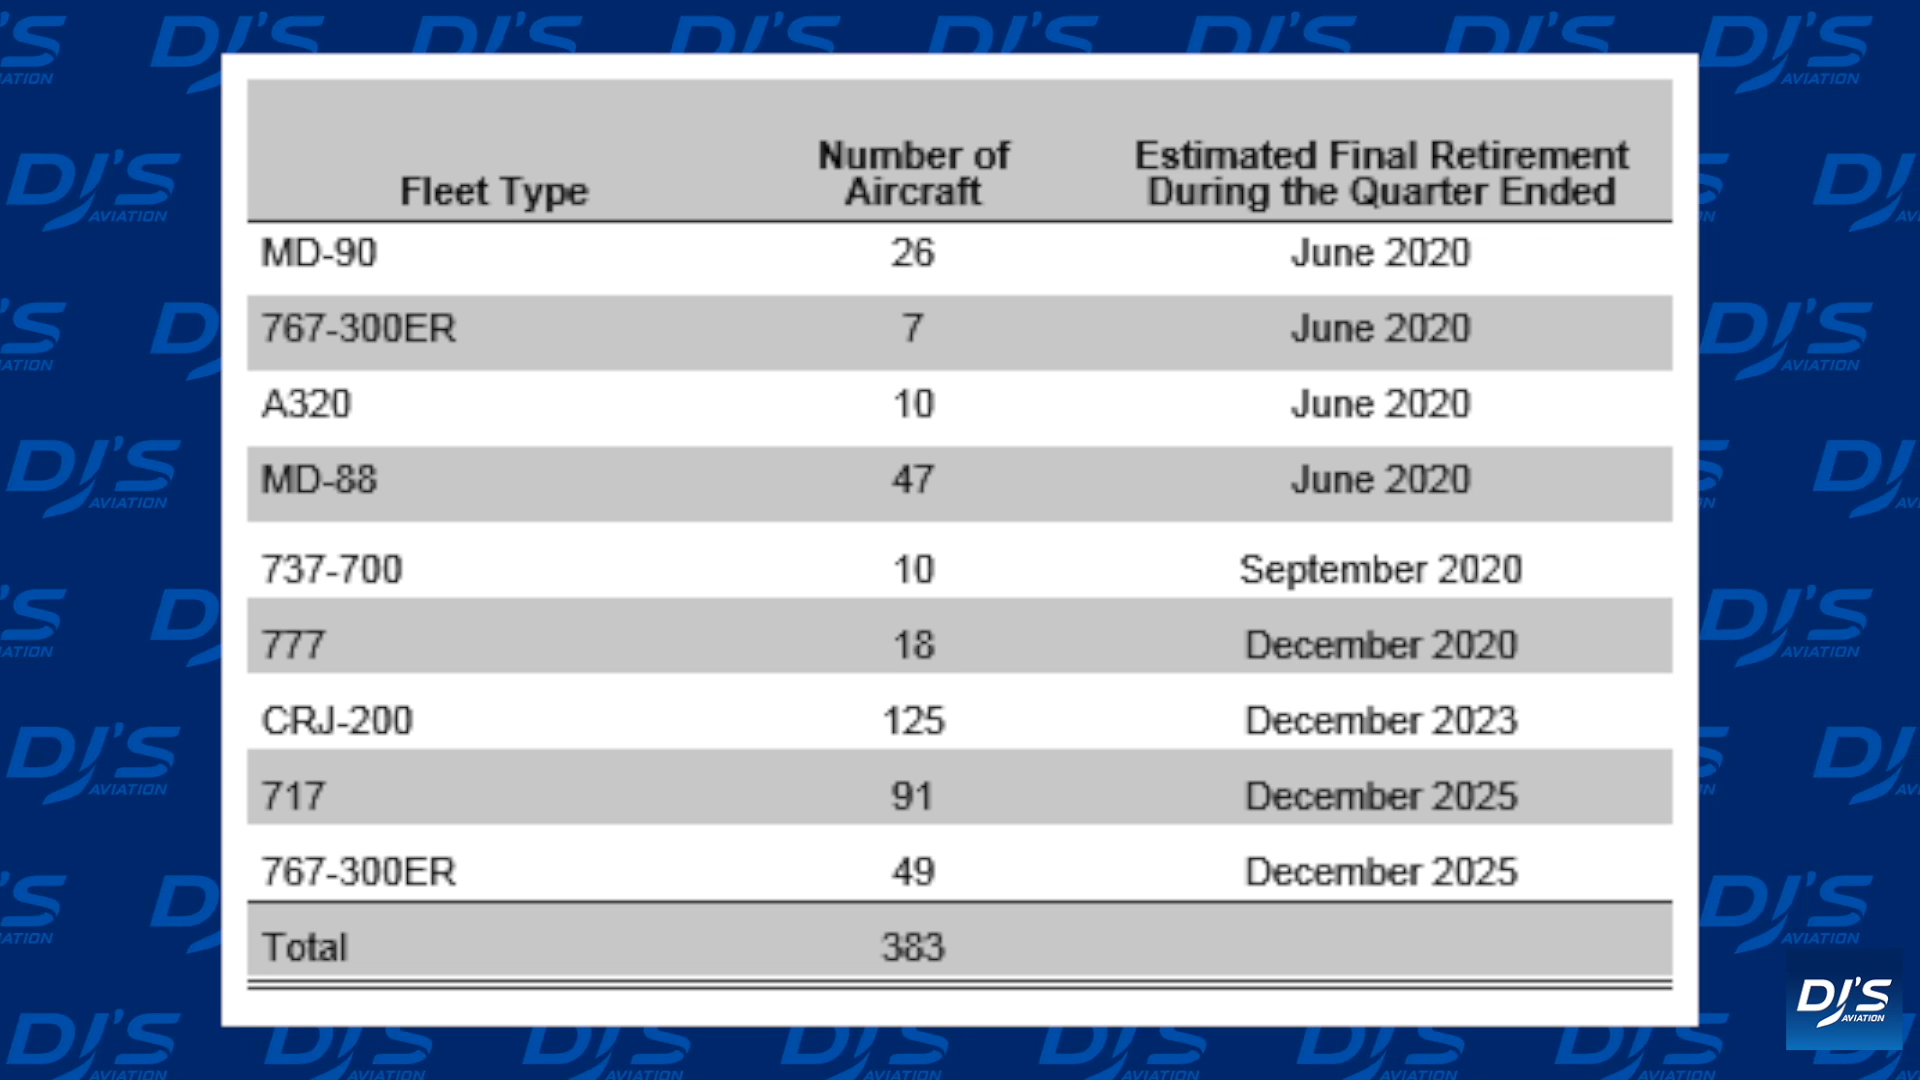 Number of Estimated Final Retirement
Fleet Type Aircraft During the Quarter Ended
MD-90 26 June 2020
767-300ER 7 June 2020
A320 10 June 2020
MD-88 47 June 2020
737-700 10 September 2020
777 18 December 2020
CRJ-200 125 December 2023
717 91 December 2025
767-300ER 49 December 2025
Total 383
DJ'S
AVIATION